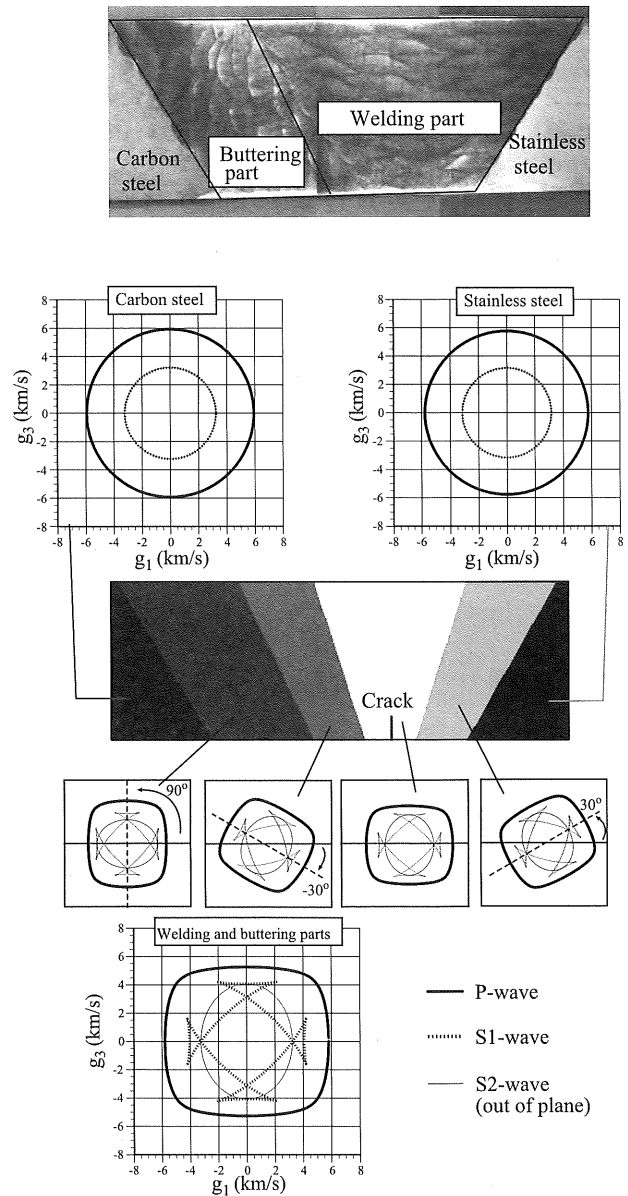 Carbon
steel
Buttering
part
Welding part
Stainless
steel
Carbon steel
8
6
4
2
0
-2
-4
-6
-8
g3 (km/s)
-8 -6 -4 -2 0 2 4 6 8
g1 (km/s)
Stainless steel
8
6
4
2
0
-2
-4
-6
-8
g3 (km/s)
-8 -6 -4 -2 0 2 4 6 8
g1 (km/s)
Crack
90°
-30°
30°
Welding and buttering parts
8
6
4
2
0
-2
-4
-6
-8
g3 (km/s)
-8 -6 -4 -2 0 2 4 6 8
g1 (km/s)
P-wave
S1-wave
S2-wave
(out of plane)